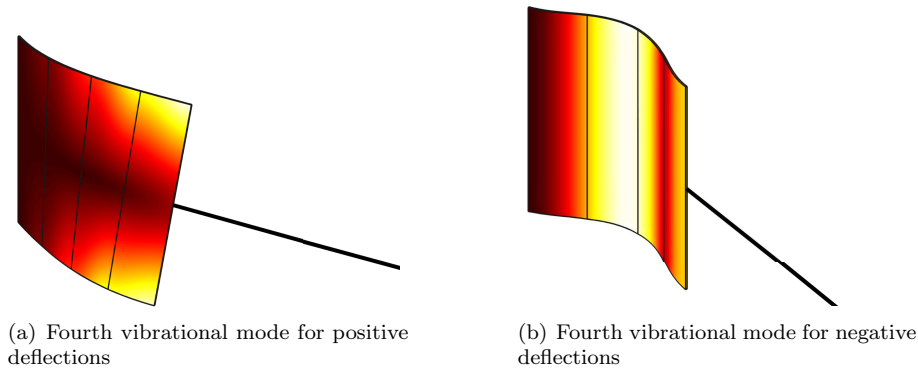 (a) Fourth vibrational mode for positive
deflections
(b) Fourth vibrational mode for negative
deflections